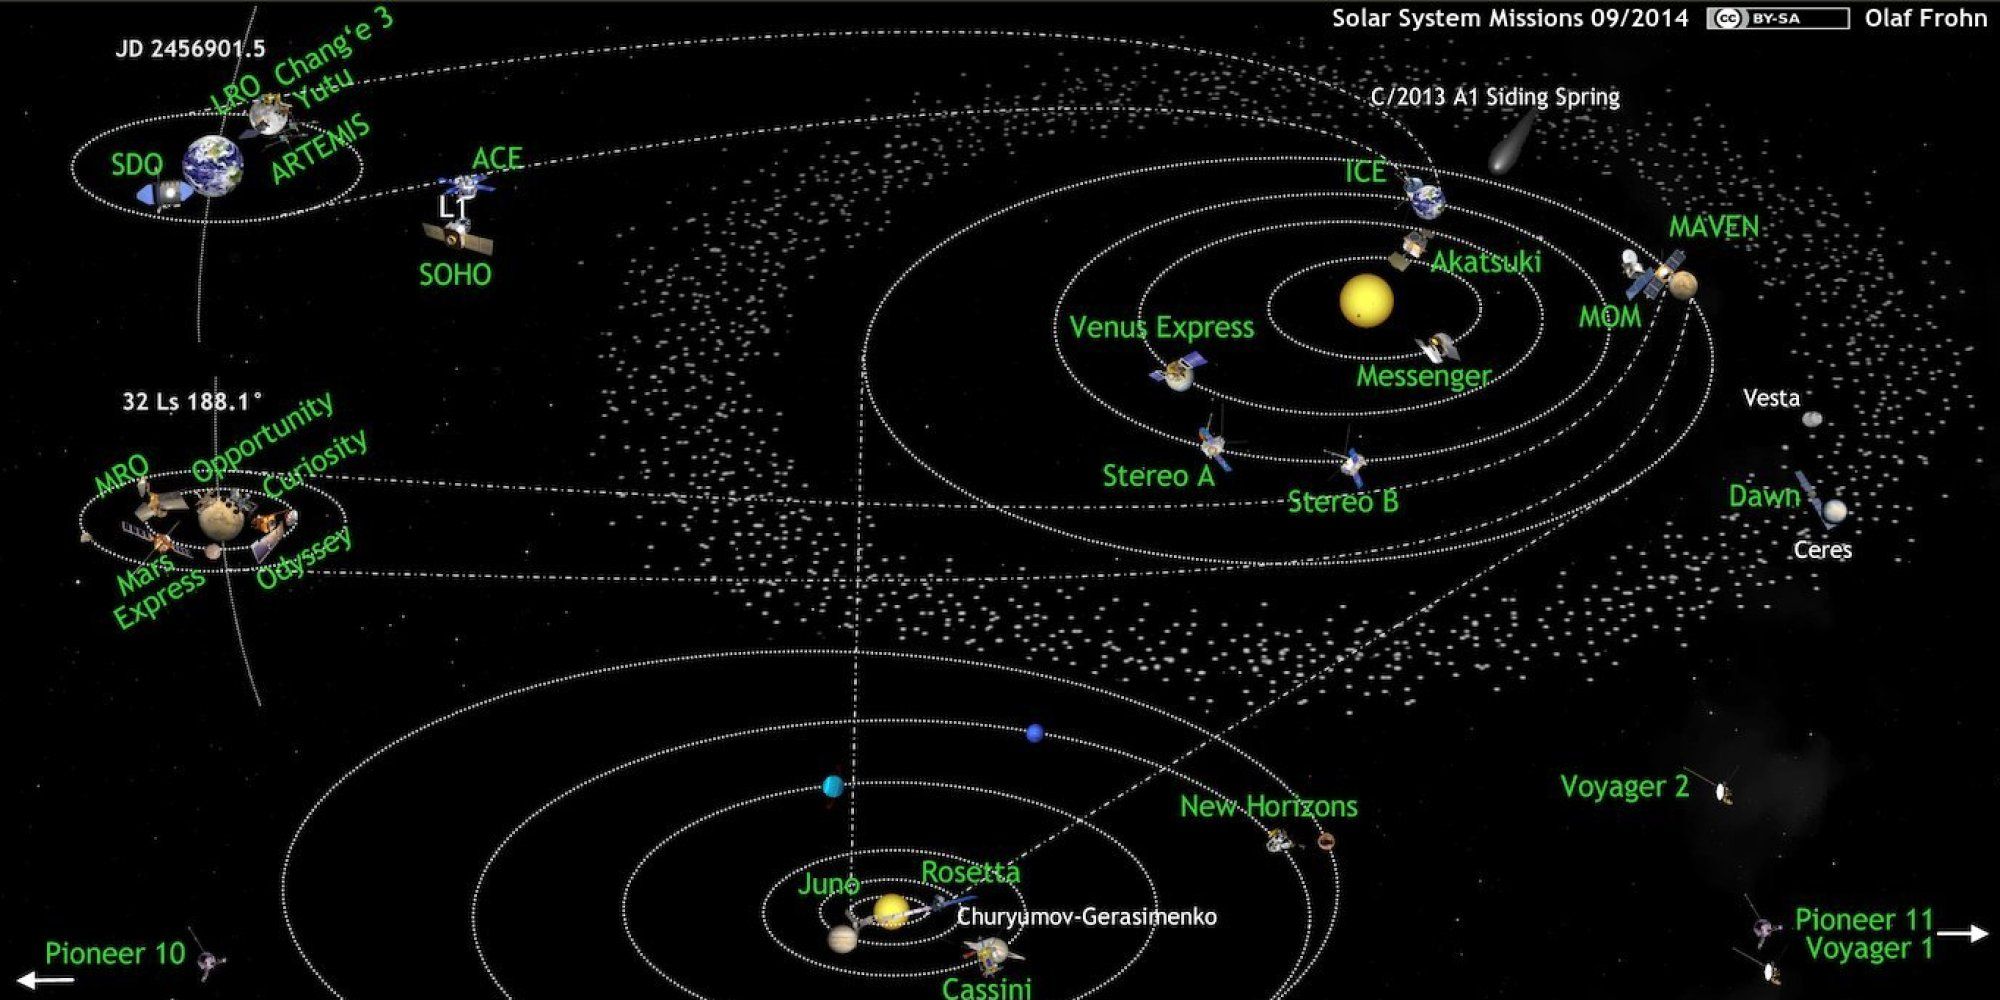 Solar System Missions 09/2014 cc BY-SA Olaf Frohn
JD 2456901.5
LRO
Chang'e 3
Yutu
ARTEMIS
SDO
ACE
L1
SOHO
C/2013 A1 Siding Spring
ICE
MAVEN
Akatsuki
MOM
Venus Express
Messenger
Stereo A
Stereo B
Vesta
Dawn
Ceres
32 Ls 188.1°
MRO
Opportunity
Curiosity
Mars
Express
Odyssey
Voyager 2
New Horizons
Juno
Rosetta
Churyumov-Gerasimenko
Cassini
Pioneer 10
Pioneer 11
Voyager 1